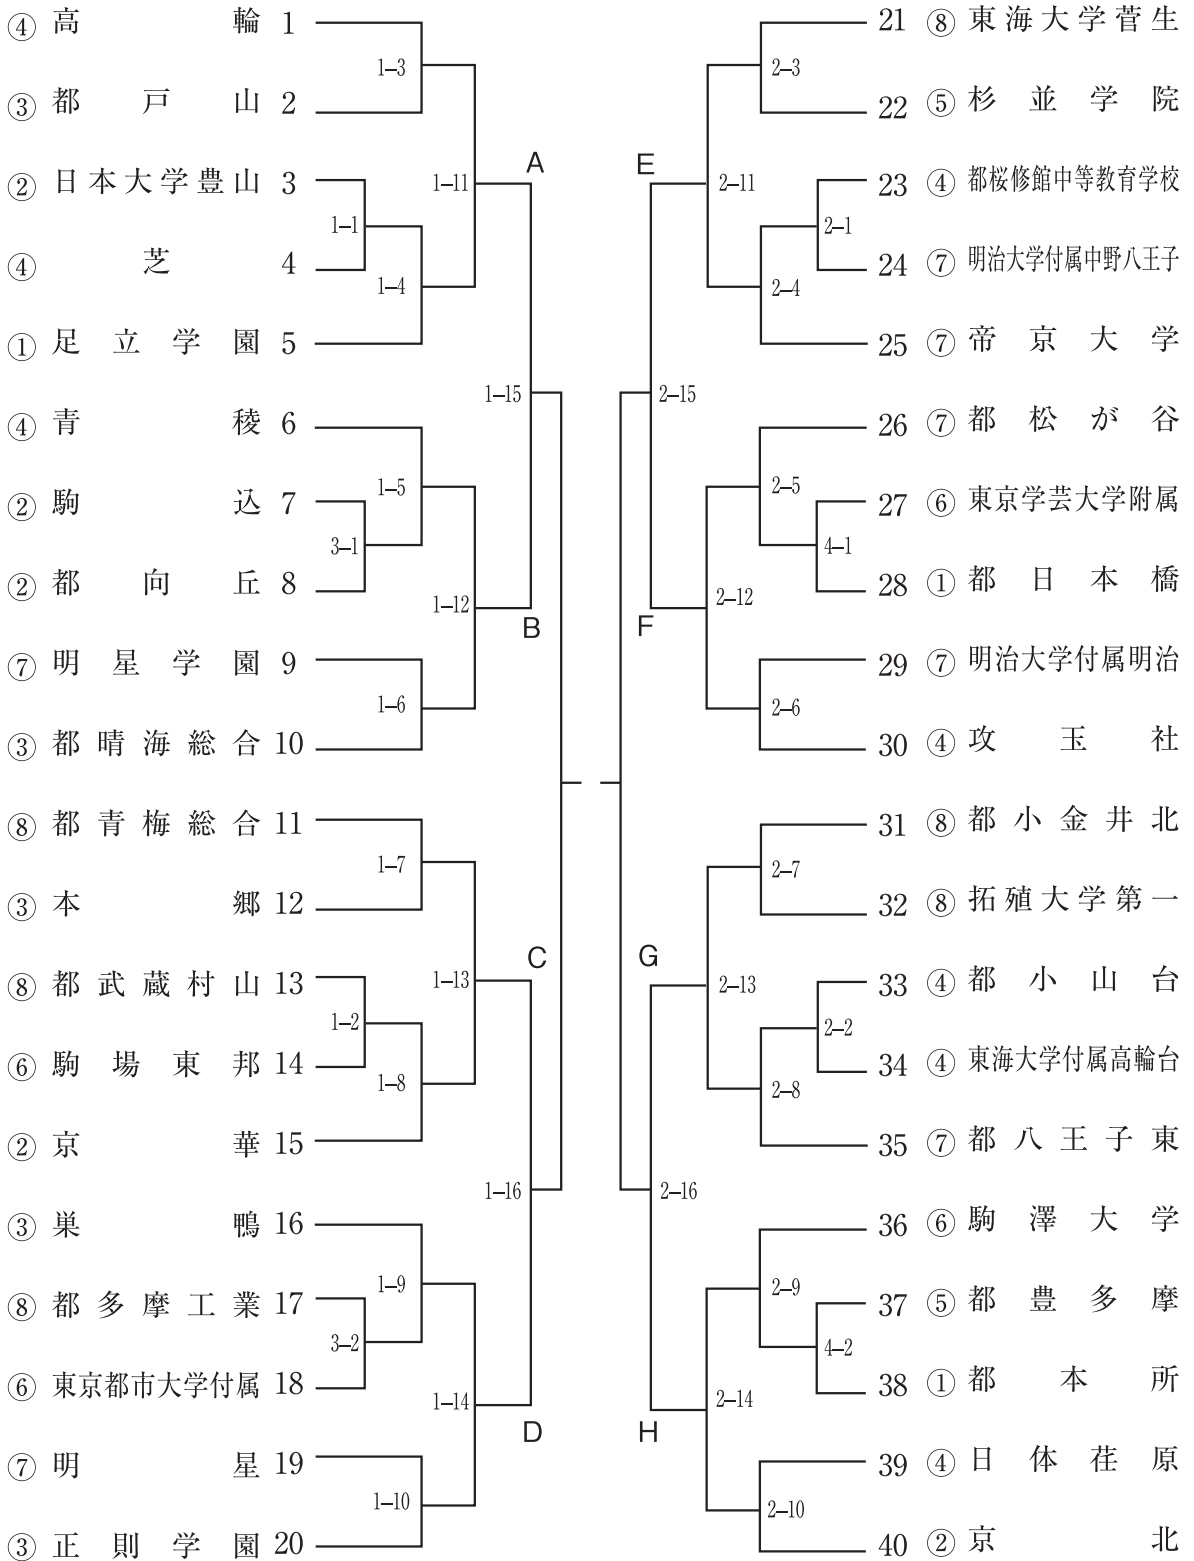 ④ 高輪 1
③ 都戸山 2
② 日本大学豊山 3
④ 芝 4
① 足立学園 5
④ 青稜 6
② 駒込 7
② 都向丘 8
⑦ 明星学園 9
③ 都晴海総合 10
⑧ 都青梅総合 11
③ 本郷 12
⑧ 都武蔵村山 13
⑥ 駒場東邦 14
② 京華 15
③ 巣鴨 16
⑧ 都多摩工業 17
⑥ 東京都市大学付属 18
⑦ 明星 19
③ 正則学園 20
1–3
1–1
1–4
1–11
A
1–5
3–1
1–6
1–12
B
1–15
1–7
1–2
1–8
1–13
C
1–9
3–2
1–10
1–14
D
1–16
E
2–3
2–1
2–4
2–11
2–15
2–5
4–1
2–6
2–12
F
G
2–7
2–2
2–8
2–13
2–16
2–9
4–2
2–10
2–14
H
21 ⑧ 東海大学菅生
22 ⑤ 杉並学院
23 ④ 都桜修館中等教育学校
24 ⑦ 明治大学付属中野八王子
25 ⑦ 帝京大学
26 ⑦ 都松が谷
27 ⑥ 東京学芸大学附属
28 ① 都日本橋
29 ⑦ 明治大学付属明治
30 ④ 攻玉社
31 ⑧ 都小金井北
32 ⑧ 拓殖大学第一
33 ④ 都小山台
34 ④ 東海大学付属高輪台
35 ⑦ 都八王子東
36 ⑥ 駒澤大学
37 ⑤ 都豊多摩
38 ① 都本所
39 ④ 日体荏原
40 ② 京北